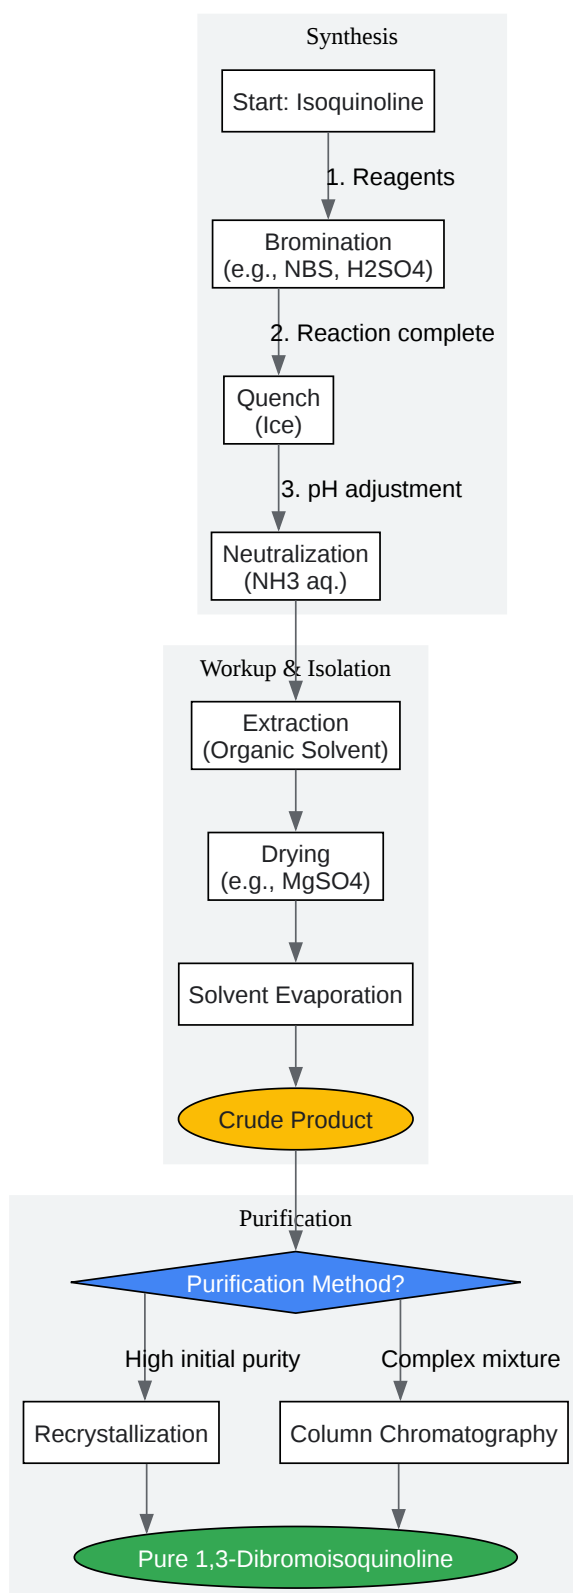 Synthesis
Start: Isoquinoline
1. Reagents
Bromination
(e.g., NBS, H2SO4)
2. Reaction complete
Quench
(Ice)
3. pH adjustment
Neutralization
(NH3 aq.)
Workup & Isolation
Extraction
(Organic Solvent)
Drying
(e.g., MgSO4)
Solvent Evaporation
Crude Product
Purification
Purification Method?
High initial purity
Complex mixture
Recrystallization
Column Chromatography
Pure 1,3-Dibromoisoquinoline